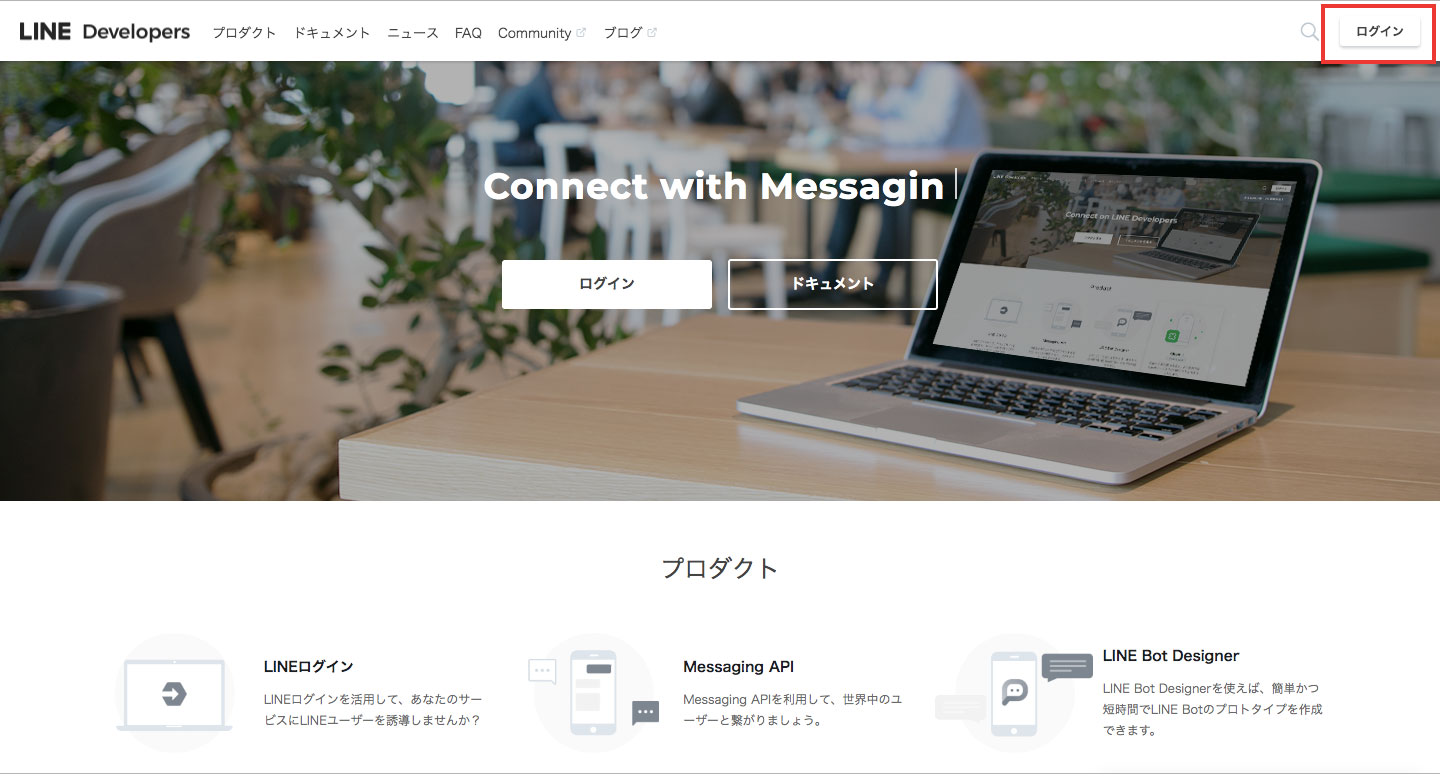 LINE Developers プロダクト ドキュメント ニュース FAQ Community ブログ ログイン
Connect with Messagin
ログイン ドキュメント
Connect on LINE Developers
プロダクト
LINEログイン
LINEログインを活用して、あなたのサー
ビスにLINEユーザーを誘導しませんか？
Messaging API
Messaging APIを利用して、世界中のユ
ーザーと繋がりましょう。
LINE Bot Designer
LINE Bot Designerを使えば、簡単かつ
短時間でLINE Botのプロトタイプを作成
できます。